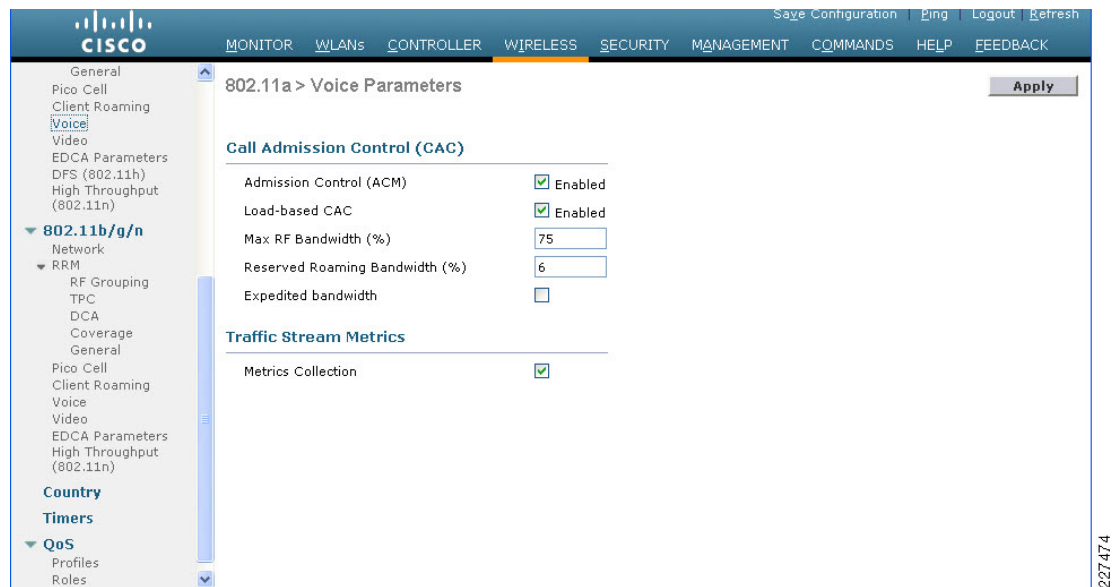 Save Configuration | Ping | Logout | Refresh
CISCO
MONITOR WLANs CONTROLLER WIRELESS SECURITY MANAGEMENT COMMANDS HELP FEEDBACK
General
Pico Cell
Client Roaming
Voice
Video
EDCA Parameters
DFS (802.11h)
High Throughput
(802.11n)
802.11b/g/n
Network
RRM
RF Grouping
TPC
DCA
Coverage
General
Pico Cell
Client Roaming
Voice
Video
EDCA Parameters
High Throughput
(802.11n)
Country
Timers
QoS
Profiles
Roles
802.11a > Voice Parameters
Apply
Call Admission Control (CAC)
Admission Control (ACM) Enabled
Load-based CAC Enabled
Max RF Bandwidth (%) 75
Reserved Roaming Bandwidth (%) 6
Expedited bandwidth
Traffic Stream Metrics
Metrics Collection
227474